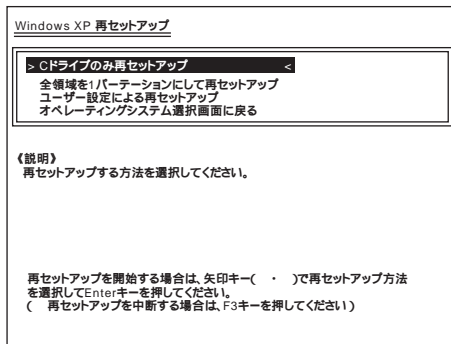 Windows XP 再セットアップ
> Cドライブのみ再セットアップ <
全領域を1パーテーションにして再セットアップ
ユーザー設定による再セットアップ
オペレーティングシステム選択画面に戻る
《説明》
再セットアップする方法を選択してください。
再セットアップを開始する場合は、矢印キー( ・ )で再セットアップ方法
を選択してEnterキーを押してください。
( 再セットアップを中断する場合は、F3キーを押してください)